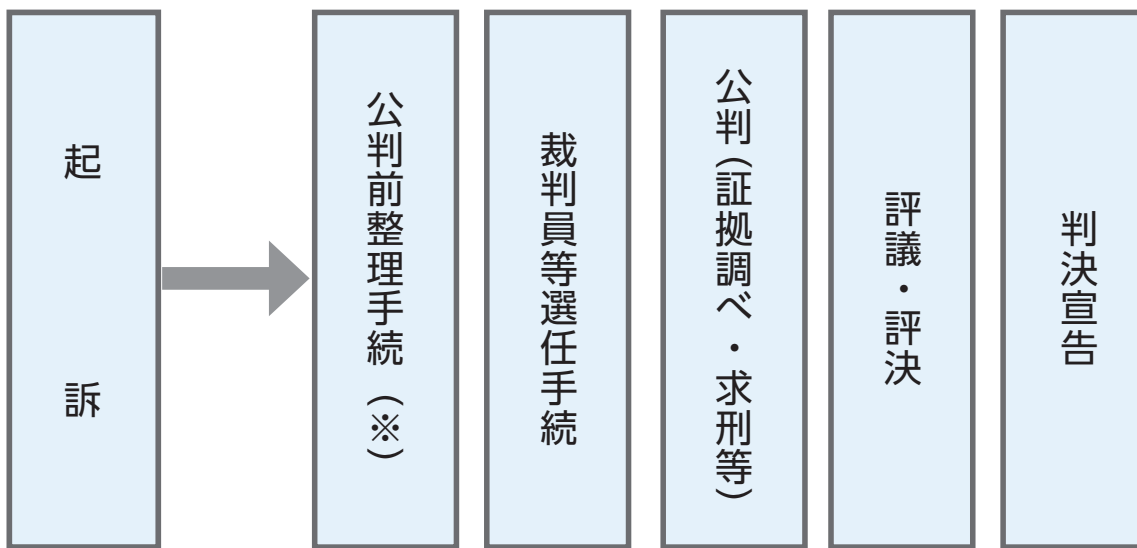 起訴
公判前整理手続（※）
裁判員等選任手続
公判（証拠調べ・求刑等）
評議・評決
判決宣告